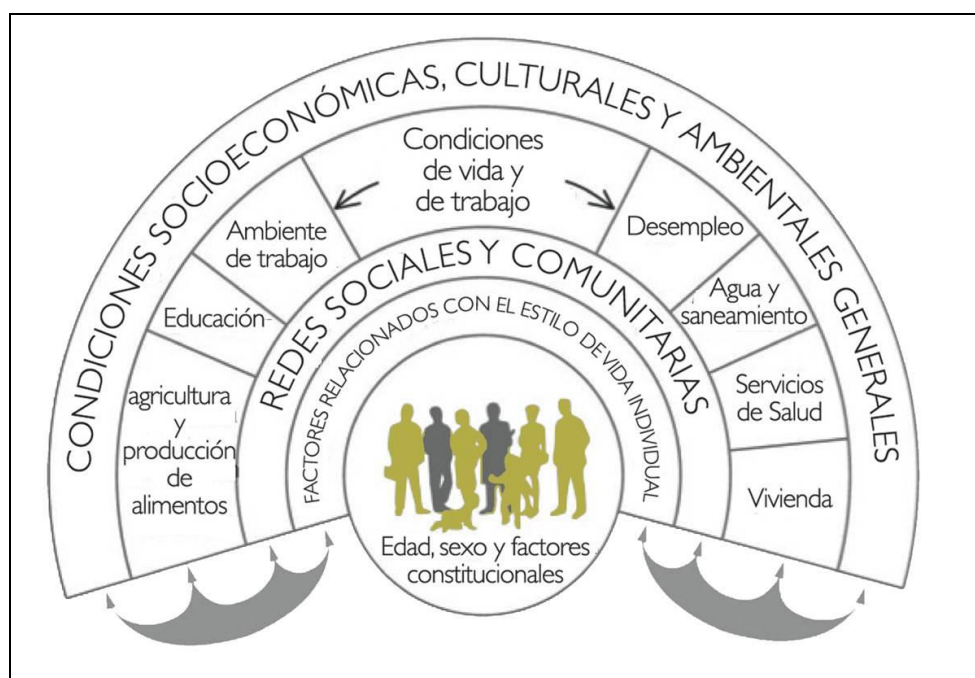 CONDICIONES SOCIOECONÓMICAS, CULTURALES Y AMBIENTALES GENERALES
Condiciones
de vida y
de trabajo
Ambiente
de trabajo
Desempleo
Educación
Agua y
saneamiento
agricultura
y
producción
de
alimentos
Servicios
de Salud
Vivienda
REDES SOCIALES Y COMUNITARIAS
FACTORES RELACIONADOS CON EL ESTILO DE VIDA INDIVIDUAL
Edad, sexo y factores
constitucionales